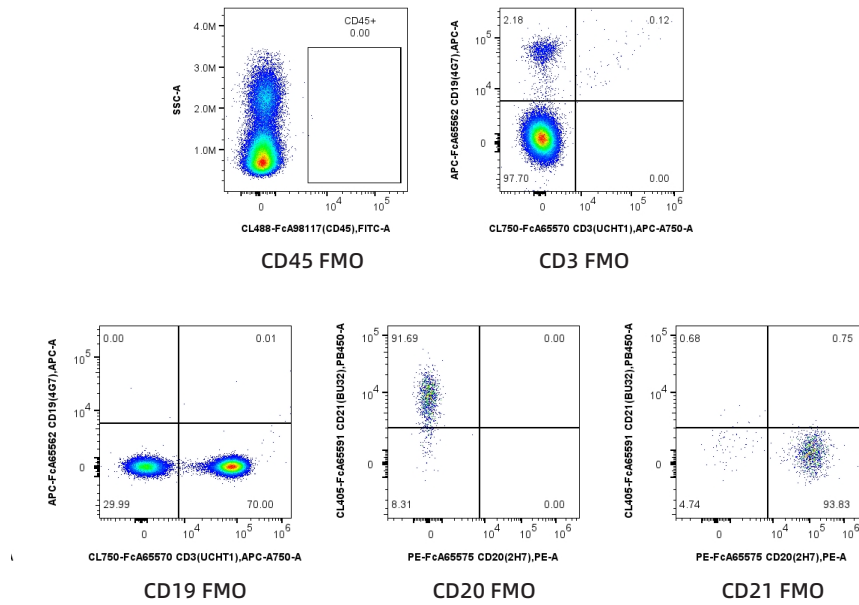 CD45+
0.00
4.0M
3.0M
2.0M
1.0M
SSC-A
0
10^4
10^5
CL488-FcA98117(CD45),FITC-A
CD45 FMO
2.18
0.12
10^5
10^4
0
APC-FcA65562 CD19(4G7),APC-A
97.70
0.00
0
10^4
10^5
10^6
CL750-FcA65570 CD3(UCHT1),APC-A750-A
CD3 FMO
0.00
0.01
10^5
10^4
0
APC-FcA65562 CD19(4G7),APC-A
29.99
70.00
0
10^4
10^5
10^6
CL750-FcA65570 CD3(UCHT1),APC-A750-A
CD19 FMO
91.69
0.00
10^5
10^4
0
CL405-FcA65591 CD21(BU32),PB450-A
8.31
0.00
0
10^4
10^5
10^6
PE-FcA65575 CD20(2H7),PE-A
CD20 FMO
0.68
0.75
10^5
10^4
0
CL405-FcA65591 CD21(BU32),PB450-A
4.74
93.83
0
10^4
10^5
10^6
PE-FcA65575 CD20(2H7),PE-A
CD21 FMO